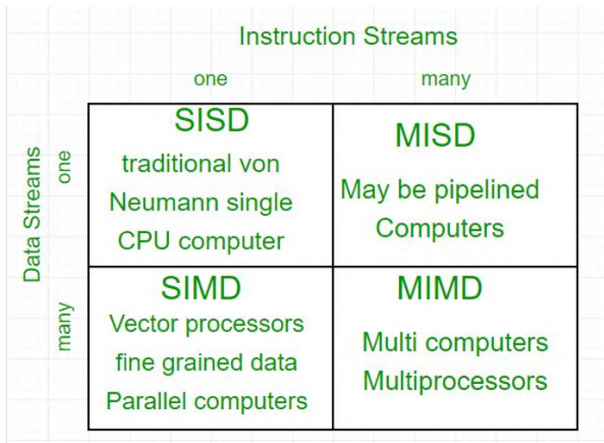 Instruction Streams
one
many
Data Streams
one
many
SISD
traditional von
Neumann single
CPU computer
MISD
May be pipelined
Computers
SIMD
Vector processors
fine grained data
Parallel computers
MIMD
Multi computers
Multiprocessors